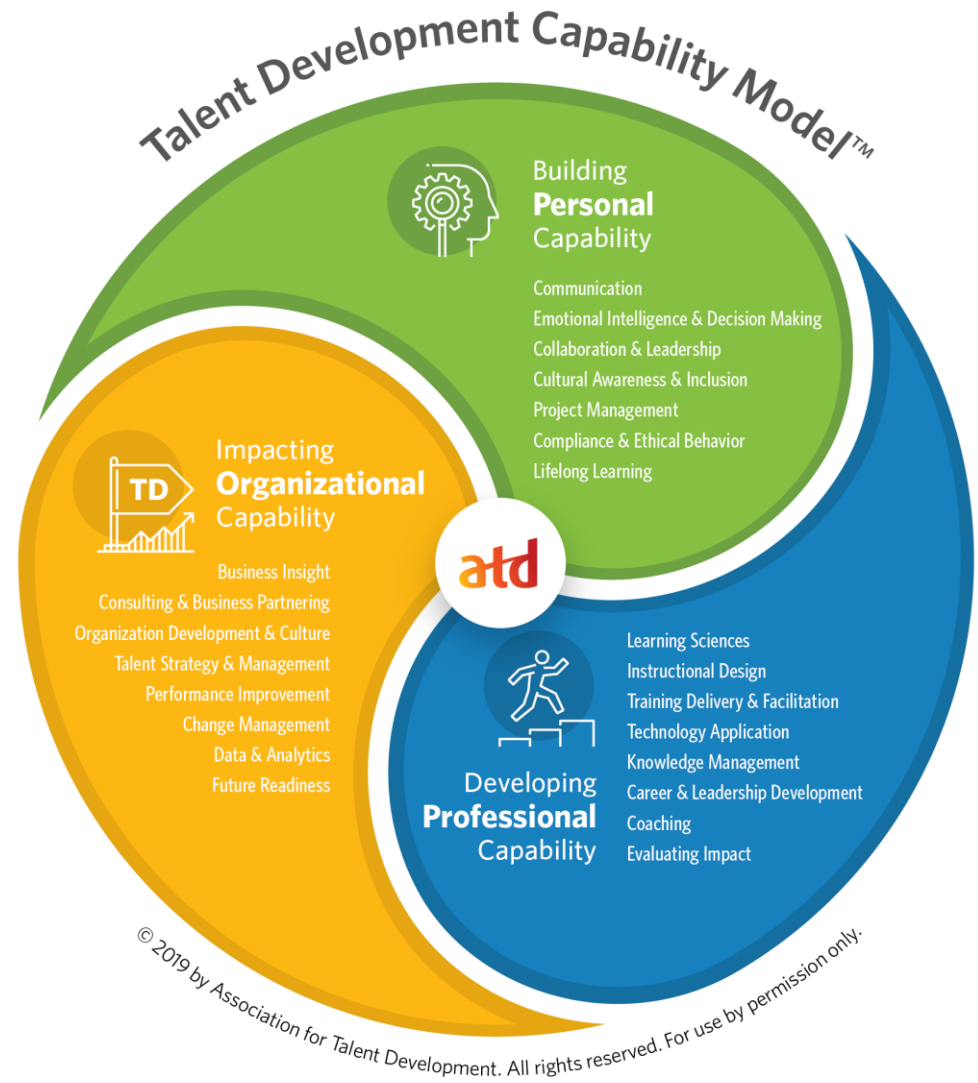 Talent Development Capability Model™
Building
Personal
Capability
Communication
Emotional Intelligence & Decision Making
Collaboration & Leadership
Cultural Awareness & Inclusion
Project Management
Compliance & Ethical Behavior
Lifelong Learning
TD
Impacting
Organizational
Capability
Business Insight
Consulting & Business Partnering
Organization Development & Culture
Talent Strategy & Management
Performance Improvement
Change Management
Data & Analytics
Future Readiness
atd
Developing
Professional
Capability
Learning Sciences
Instructional Design
Training Delivery & Facilitation
Technology Application
Knowledge Management
Career & Leadership Development
Coaching
Evaluating Impact
© 2019 by Association for Talent Development. All rights reserved. For use by permission only.